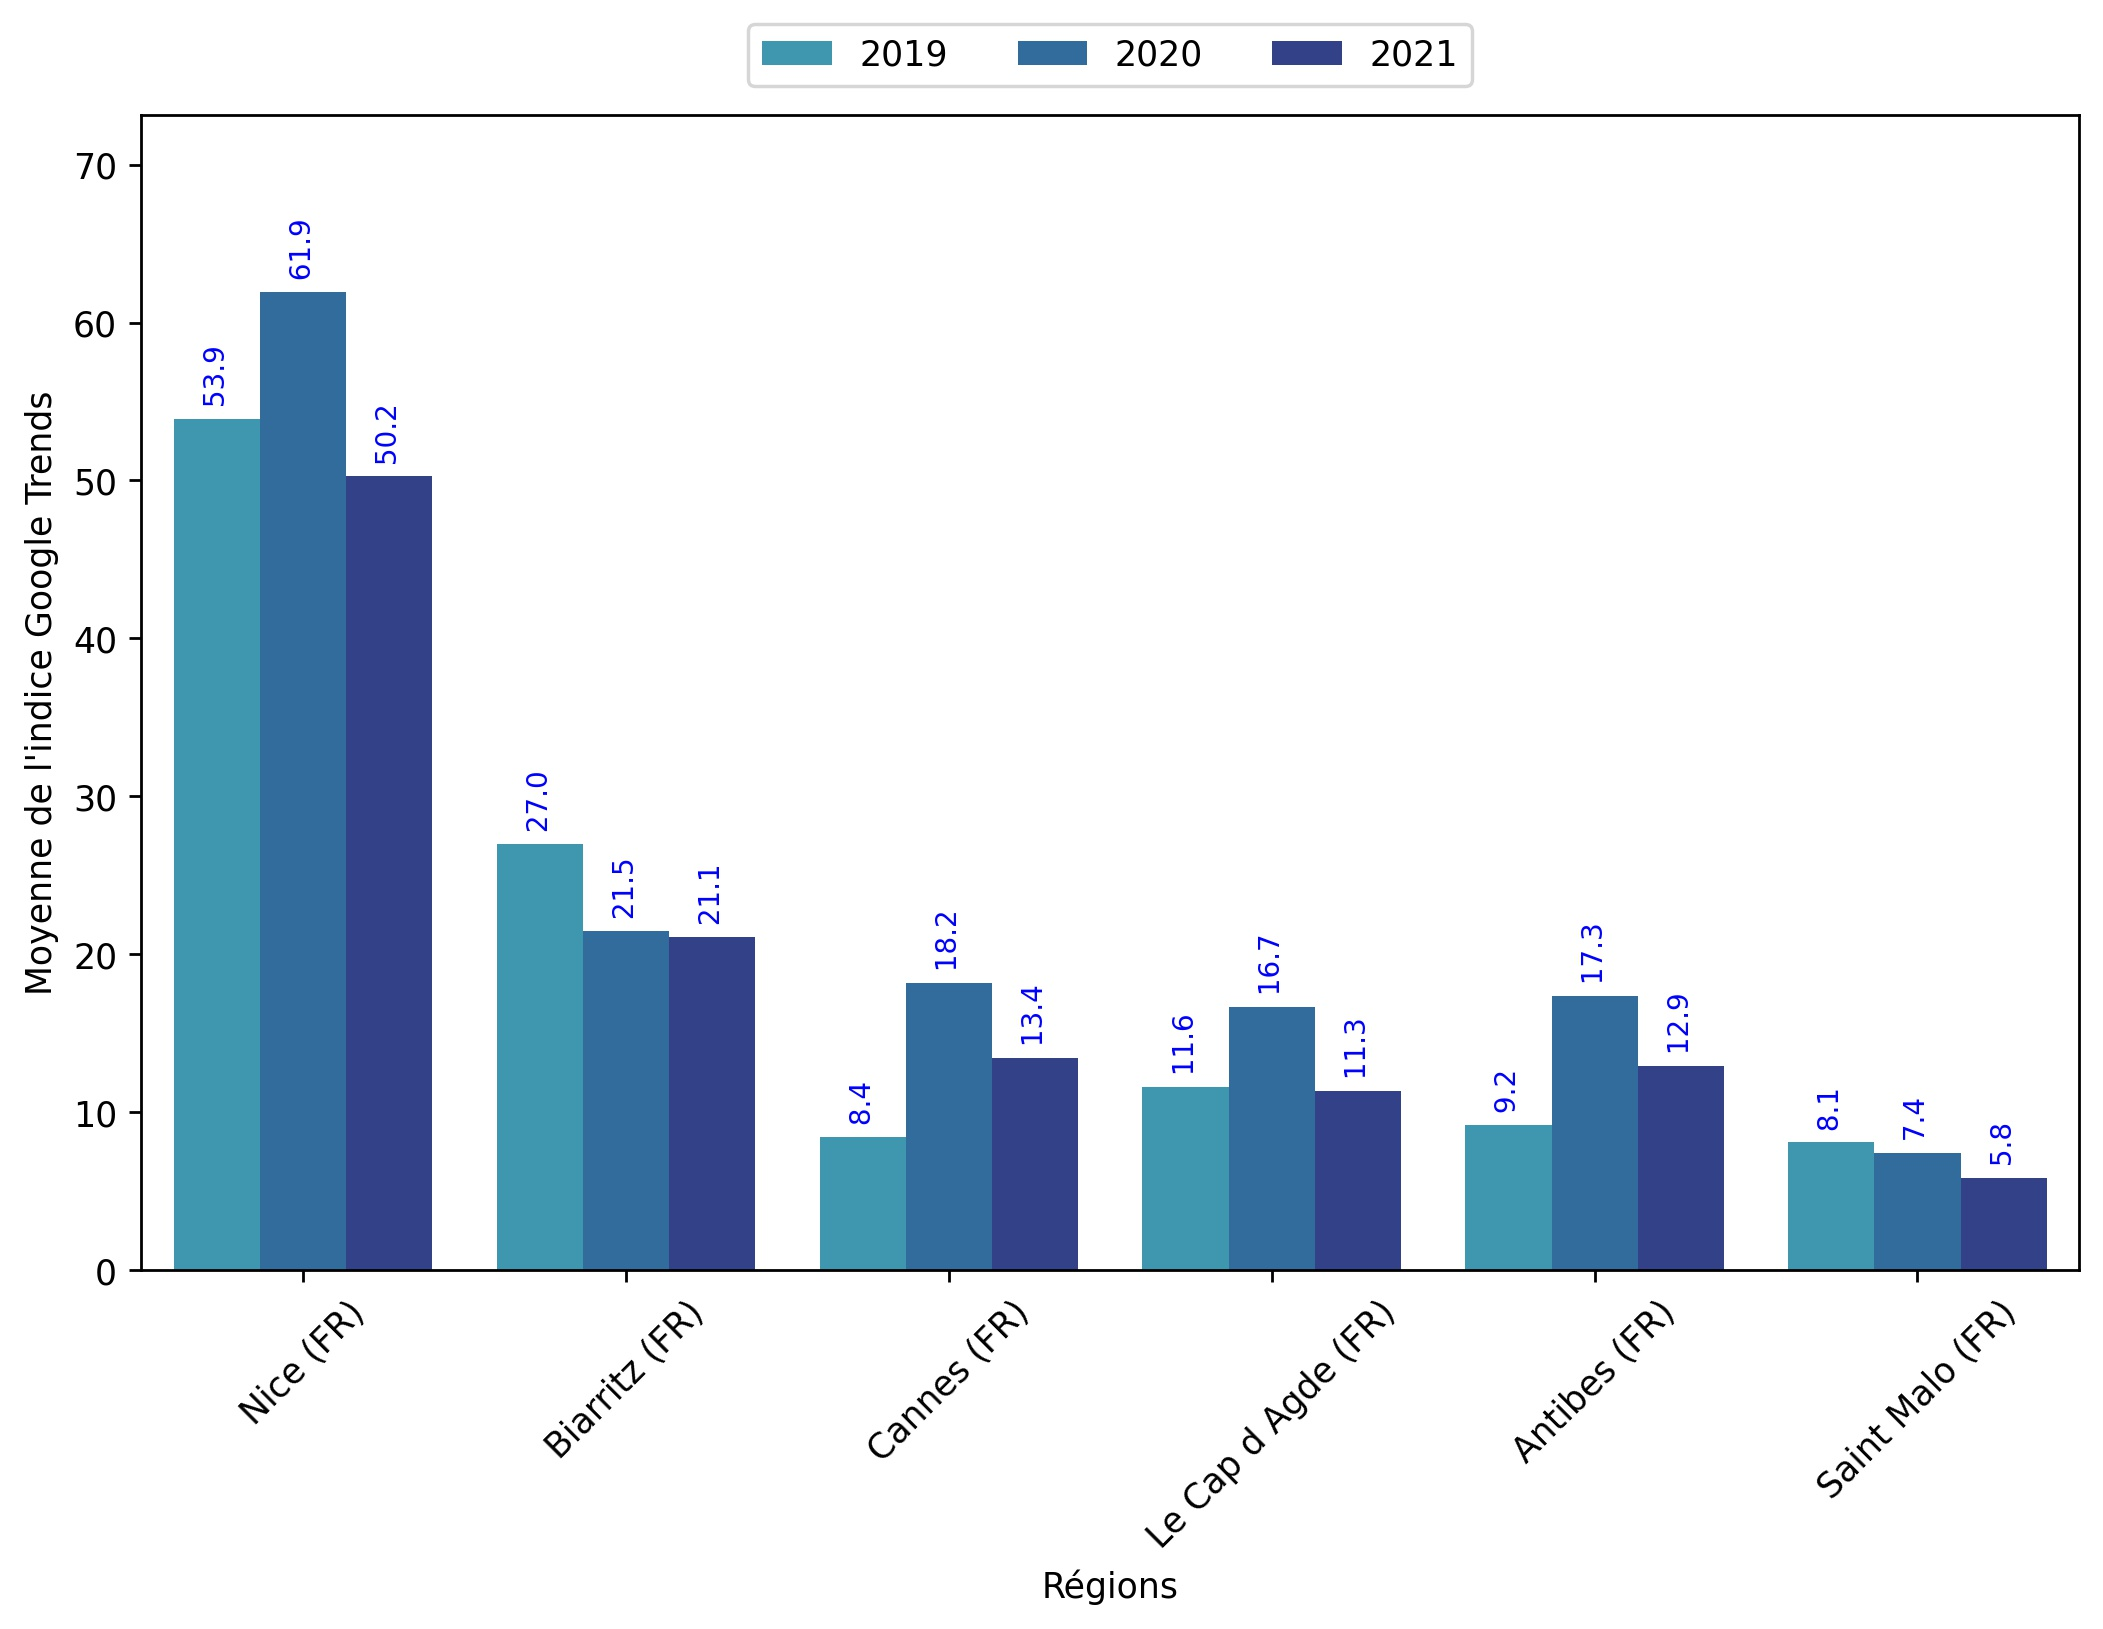 2019 2020 2021
Moyenne de l'indice Google Trends
70
60
50
40
30
20
10
0
53.9 61.9 50.2
27.0 21.5 21.1
8.4 18.2 13.4
11.6 16.7 11.3
9.2 17.3 12.9
8.1 7.4 5.8
Nice (FR)
Biarritz (FR)
Cannes (FR)
Le Cap d Agde (FR)
Antibes (FR)
Saint Malo (FR)
Régions